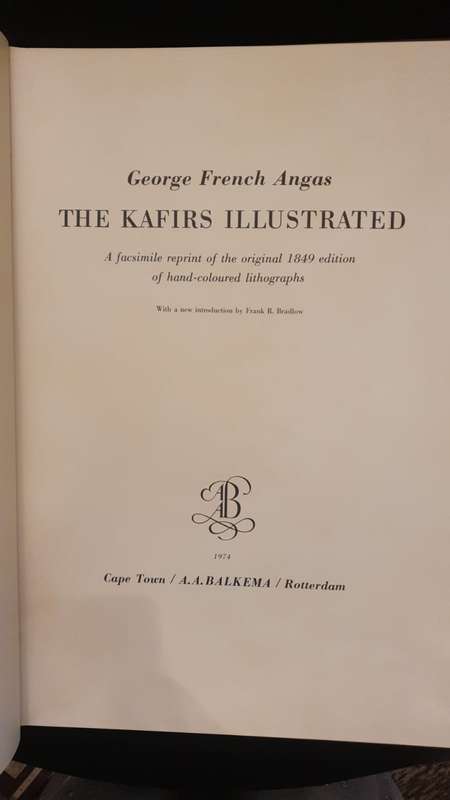 George French Angas
THE KAFIRS ILLUSTRATED
A facsimile reprint of the original 1849 edition
of hand-coloured lithographs
With a new introduction by Frank R. Bradlow
AAB
1974
Cape Town / A.A.BALKEMA / Rotterdam